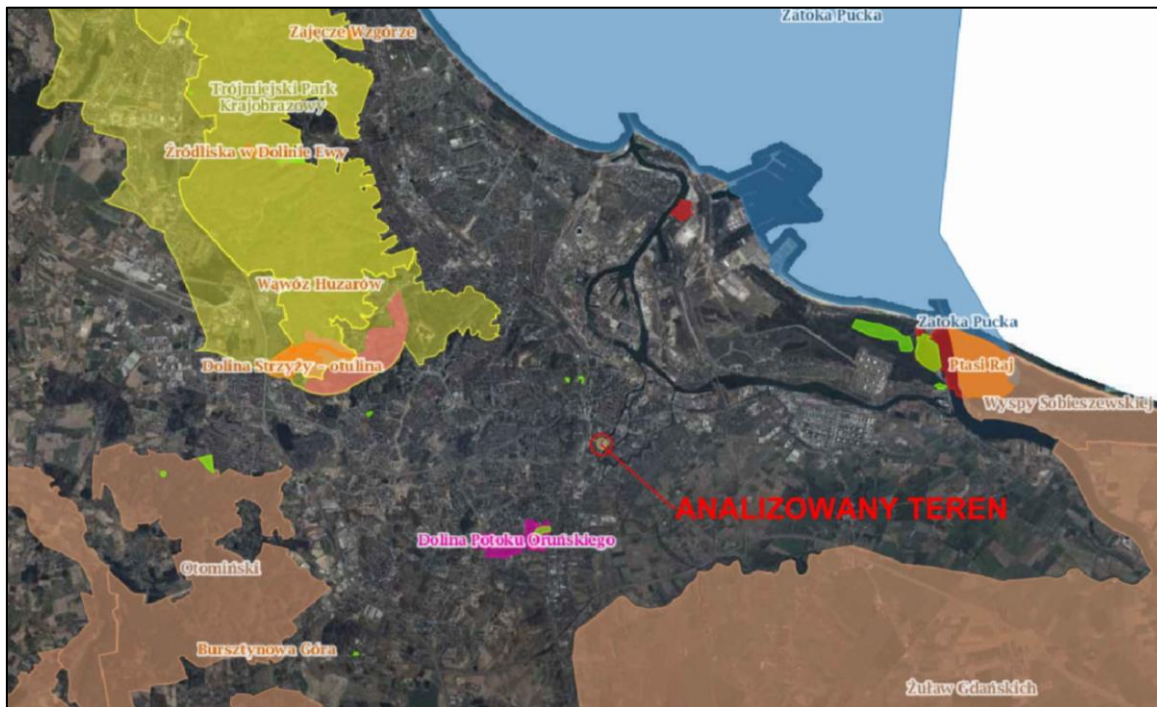 Zatoka Pucka
Zajęcze Wzgórze
Trójmiejski Park
Krajobrazowy
Źródliska w Dolinie Ewy
Wąwóz Huzarów
Zatoka Pucka
Dolina Strzyży - otulina
Ptasi Raj
Wyspy Sobieszewskiej
ANALIZOWANY TEREN
Dolina Potoku Oruńskiego
Otomiński
Bursztynowa Góra
Żuław Gdańskich